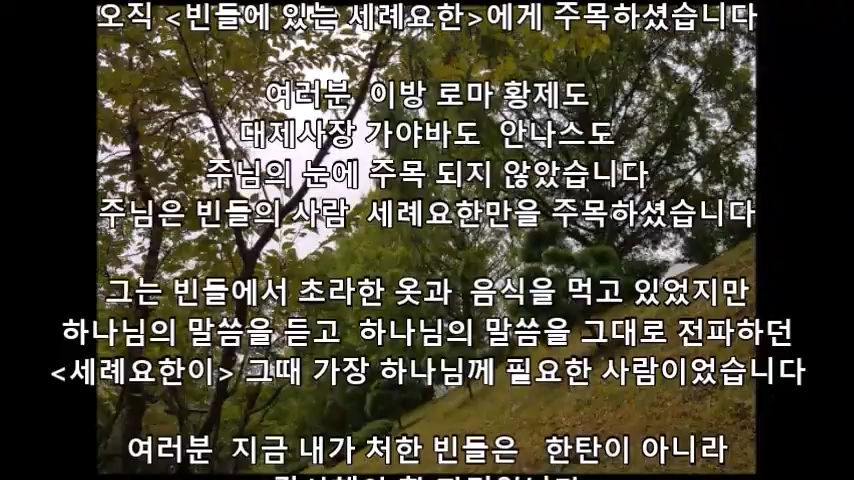 오직 <빈들에 있는 세례요한>에게 주목하셨습니다
여러분 이방 로마 황제도
대제사장 가야바도 안나스도
주님의 눈에 주목 되지 않았습니다
주님은 빈들의 사람 세례요한만을 주목하셨습니다
그는 빈들에서 초라한 옷과 음식을 먹고 있었지만
하나님의 말씀을 듣고 하나님의 말씀을 그대로 전파하던
<세례요한이> 그때 가장 하나님께 필요한 사람이었습니다
여러분 지금 내가 처한 빈들은 한탄이 아니라